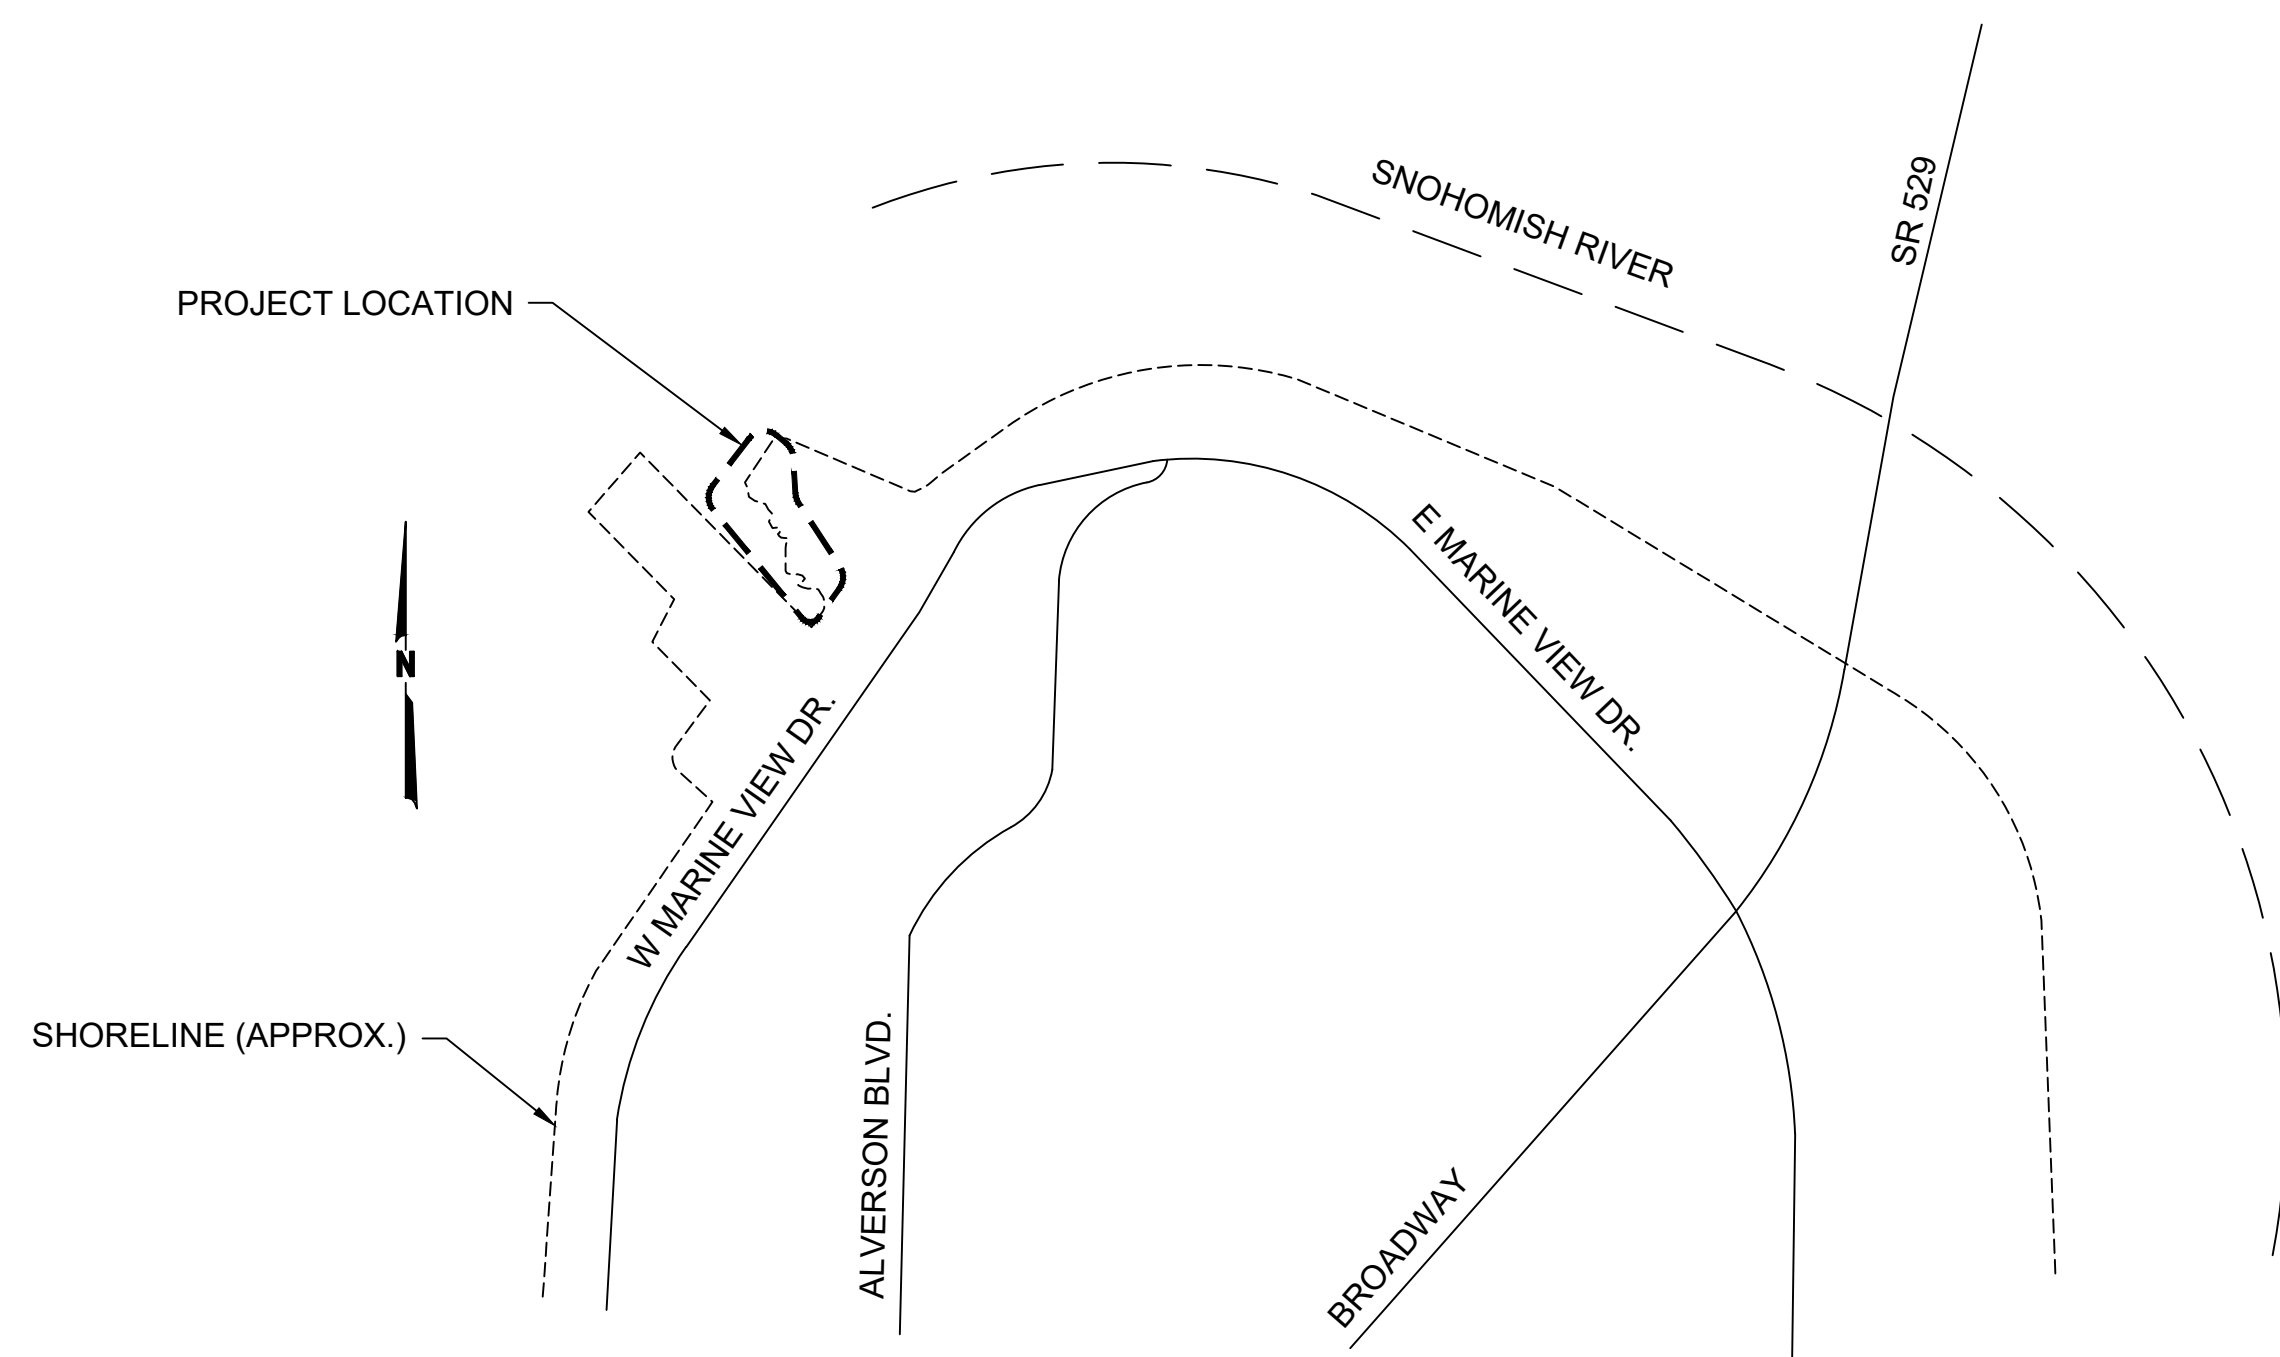 SNOHOMISH RIVER
SR 529
PROJECT LOCATION
E MARINE VIEW DR.
N
W MARINE VIEW DR.
SHORELINE (APPROX.)
ALVERSON BLVD.
BROADWAY